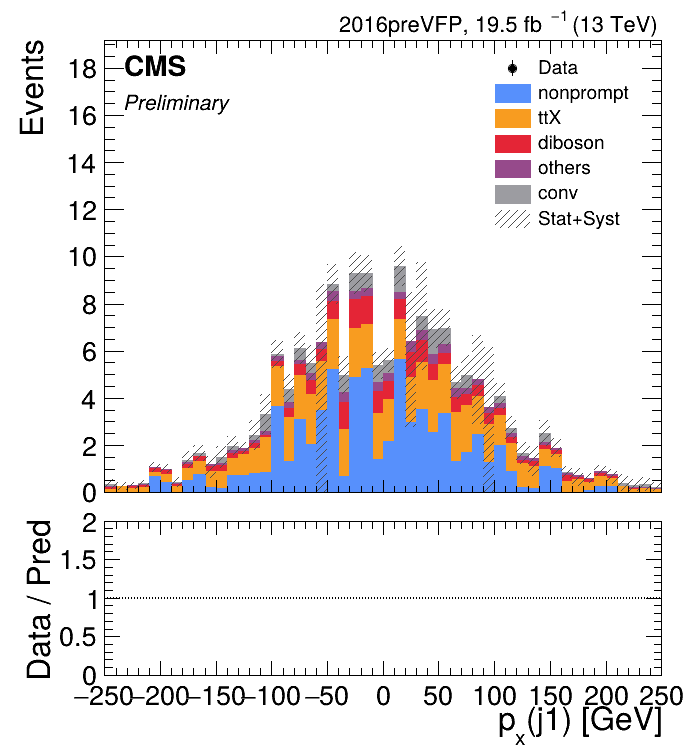 2016preVFP, 19.5 fb⁻¹ (13 TeV)
CMS
Preliminary
Events
18
16
14
12
10
8
6
4
2
0
Data
nonprompt
ttX
diboson
others
conv
Stat+Syst
Data / Pred
2
1.5
1
0.5
0
−250 −200 −150 −100 −50 0 50 100 150 200 250
pₓ(j1) [GeV]